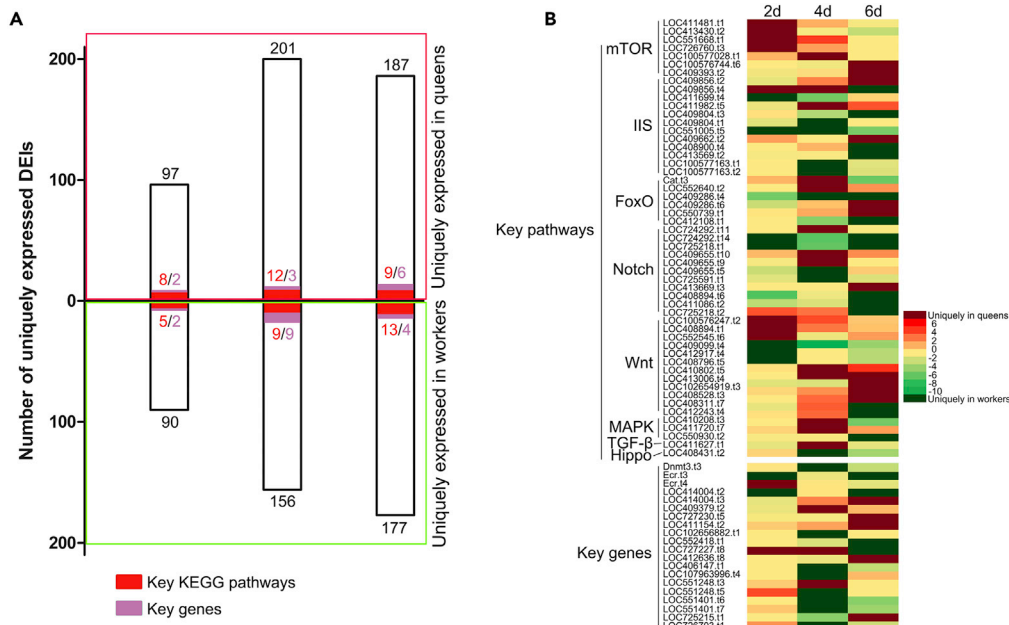 A
Number of uniquely expressed DEIs
200
100
0
100
200
97
201
187
8/2
12/3
9/6
5/2
9/9
13/4
90
156
177
Uniquely expressed in queens
Uniquely expressed in workers
Key KEGG pathways
Key genes
B
2d 4d 6d
Key pathways
mTOR
IIS
FoxO
Notch
Wnt
MAPK
TGF-β
Hippo
LOC411481.t1
LOC413430.t2
LOC551668.t1
LOC726760.t3
LOC100577028.t1
LOC100576744.t6
LOC409393.t2
LOC409856.t2
LOC409856.t4
LOC411699.t4
LOC411982.t5
LOC409804.t3
LOC409804.t1
LOC551005.t5
LOC409662.t2
LOC408900.t4
LOC413569.t2
LOC100577163.t1
LOC100577163.t2
Cat.t3
LOC552640.t2
LOC409286.t4
LOC409286.t6
LOC550739.t1
LOC412108.t1
LOC724292.t11
LOC724292.t14
LOC725218.t1
LOC409655.t10
LOC409655.t9
LOC409655.t5
LOC725591.t1
LOC413669.t3
LOC408894.t6
LOC411086.t2
LOC725218.t2
LOC100576247.t2
LOC408894.t1
LOC552545.t6
LOC409099.t4
LOC412917.t4
LOC408796.t5
LOC410802.t5
LOC413006.t4
LOC102654919.t3
LOC408528.t3
LOC408311.t7
LOC412243.t4
LOC410208.t3
LOC411720.t7
LOC550930.t2
LOC411627.t1
LOC408431.t2
Key genes
Dnmt3.t3
Ecr.t3
Ecr.t4
LOC414004.t2
LOC414004.t3
LOC409379.t2
LOC727230.t5
LOC411154.t2
LOC102656882.t1
LOC552418.t1
LOC727227.t8
LOC412636.t8
LOC406147.t1
LOC107963996.t4
LOC551248.t3
LOC551248.t5
LOC551401.t6
LOC551401.t7
LOC725215.t1
Uniquely in queens
6
4
2
0
-2
-4
-6
-8
-10
Uniquely in workers